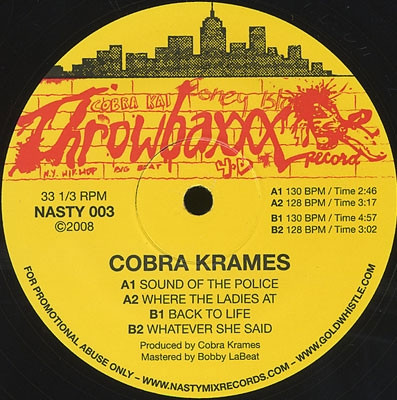 COBRA KAI
Throwbaxxx
N.Y. HIP.HOP
BIG BEAT
Record
33 1/3 RPM
NASTY 003
©2008
A1 130 BPM / Time 2:46
A2 128 BPM / Time 3:17
B1 130 BPM / Time 4:57
B2 128 BPM / Time 3:02
COBRA KRAMES
A1 SOUND OF THE POLICE
A2 WHERE THE LADIES AT
B1 BACK TO LIFE
B2 WHATEVER SHE SAID
Produced by Cobra Krames
Mastered by Bobby LaBeat
FOR PROMOTIONAL ABUSE ONLY – WWW.NASTYMIXRECORDS.COM – WWW.GOLDWHISTLE.COM